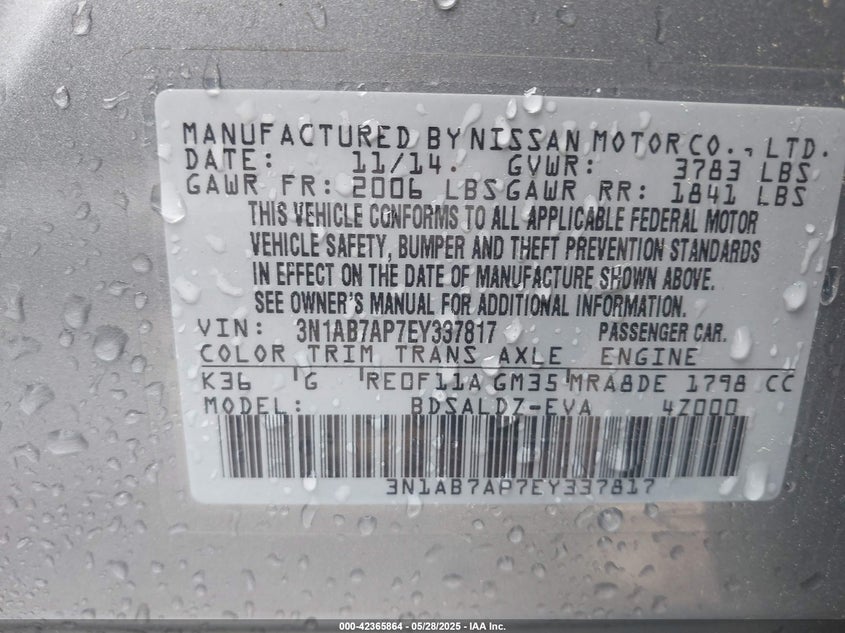 MANUFACTURED BY NISSAN MOTOR CO., LTD.
DATE: 11/14. GVWR: 3783 LBS
GAWR FR: 2006 LBS GAWR RR: 1841 LBS
THIS VEHICLE CONFORMS TO ALL APPLICABLE FEDERAL MOTOR
VEHICLE SAFETY, BUMPER AND THEFT PREVENTION STANDARDS
IN EFFECT ON THE DATE OF MANUFACTURE SHOWN ABOVE.
SEE OWNER'S MANUAL FOR ADDITIONAL INFORMATION.
VIN: 3N1AB7AP7EY337817 PASSENGER CAR.
COLOR TRIM TRANS AXLE ENGINE
K36 G RE0F11A GM35 MRA8DE 1798 CC
MODEL: BDSALDZ-EVA 4Z000
3N1AB7AP7EY337817
000-42365864 - 05/28/2025 - IAA Inc.